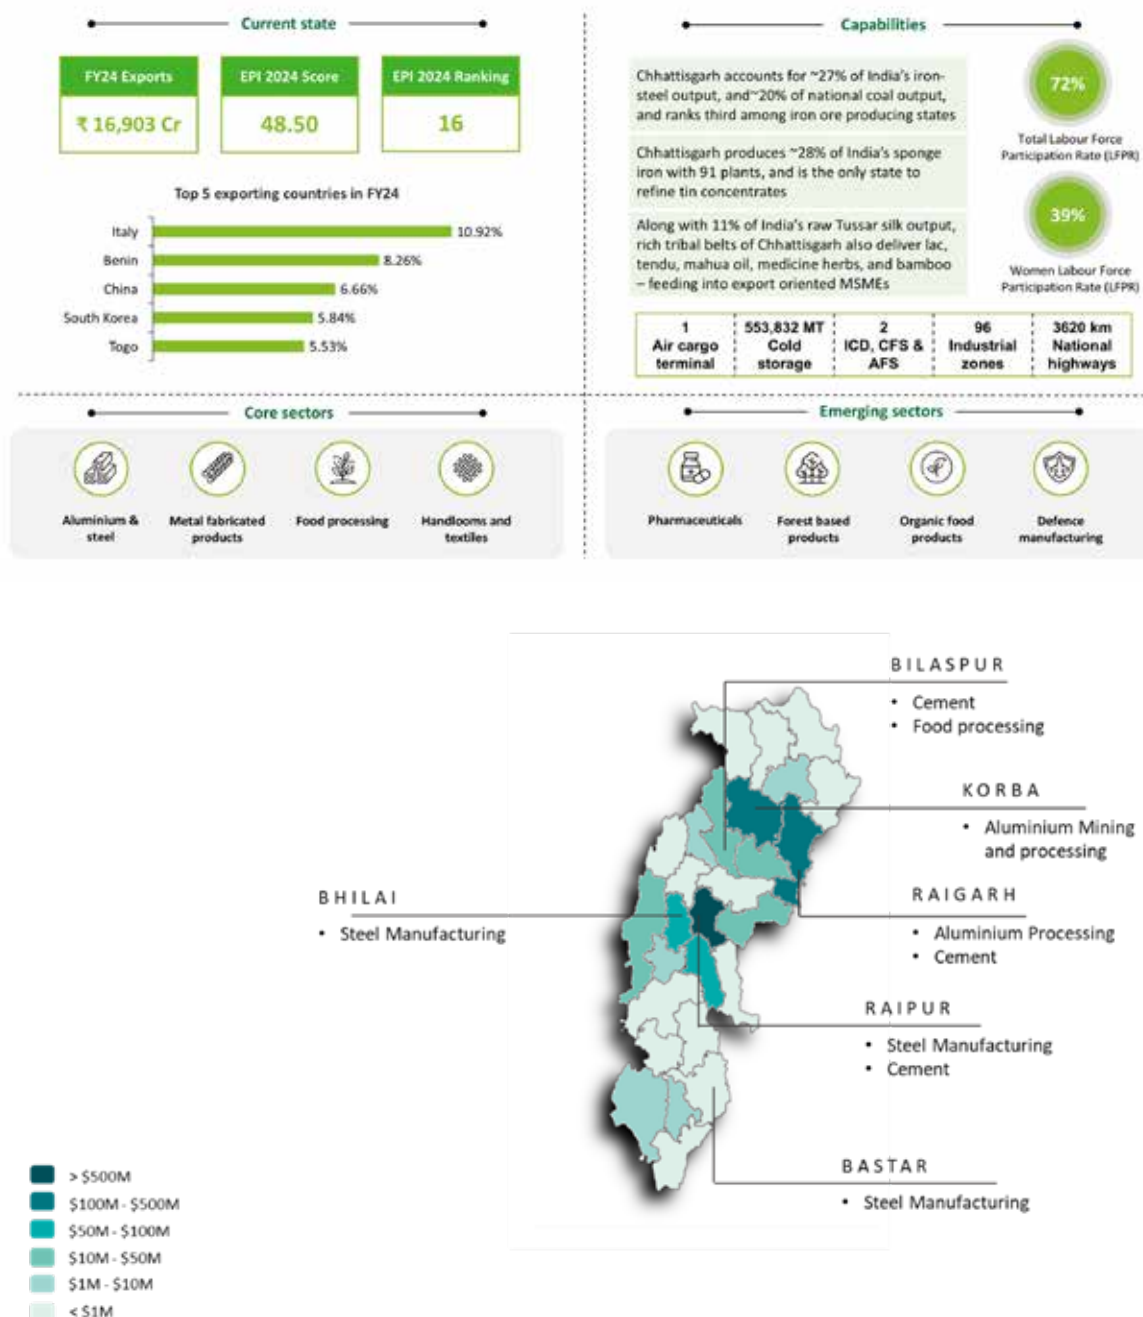 Current state
FY24 Exports
₹ 16,903 Cr
EPI 2024 Score
48.50
EPI 2024 Ranking
16
Top 5 exporting countries in FY24
Italy 10.92%
Benin 8.26%
China 6.66%
South Korea 5.84%
Togo 5.53%
Capabilities
Chhattisgarh accounts for ~27% of India's iron-
steel output, and~20% of national coal output,
and ranks third among iron ore producing states
Chhattisgarh produces ~28% of India's sponge
iron with 91 plants, and is the only state to
refine tin concentrates
Along with 11% of India's raw Tussar silk output,
rich tribal belts of Chhattisgarh also deliver lac,
tendu, mahua oil, medicine herbs, and bamboo
– feeding into export oriented MSMEs
72%
Total Labour Force
Participation Rate (LFPR)
39%
Women Labour Force
Participation Rate (LFPR)
1
Air cargo
terminal
553,832 MT
Cold
storage
2
ICD, CFS &
AFS
96
Industrial
zones
3620 km
National
highways
Core sectors
Aluminium &
steel
Metal fabricated
products
Food processing
Handlooms and
textiles
Emerging sectors
Pharmaceuticals
Forest based
products
Organic food
products
Defence
manufacturing
BILASPUR
• Cement
• Food processing
KORBA
• Aluminium Mining
and processing
BHILAI
• Steel Manufacturing
RAIGARH
• Aluminium Processing
• Cement
RAIPUR
• Steel Manufacturing
• Cement
BASTAR
• Steel Manufacturing
> $500M
$100M - $500M
$50M - $100M
$10M - $50M
$1M - $10M
< $1M